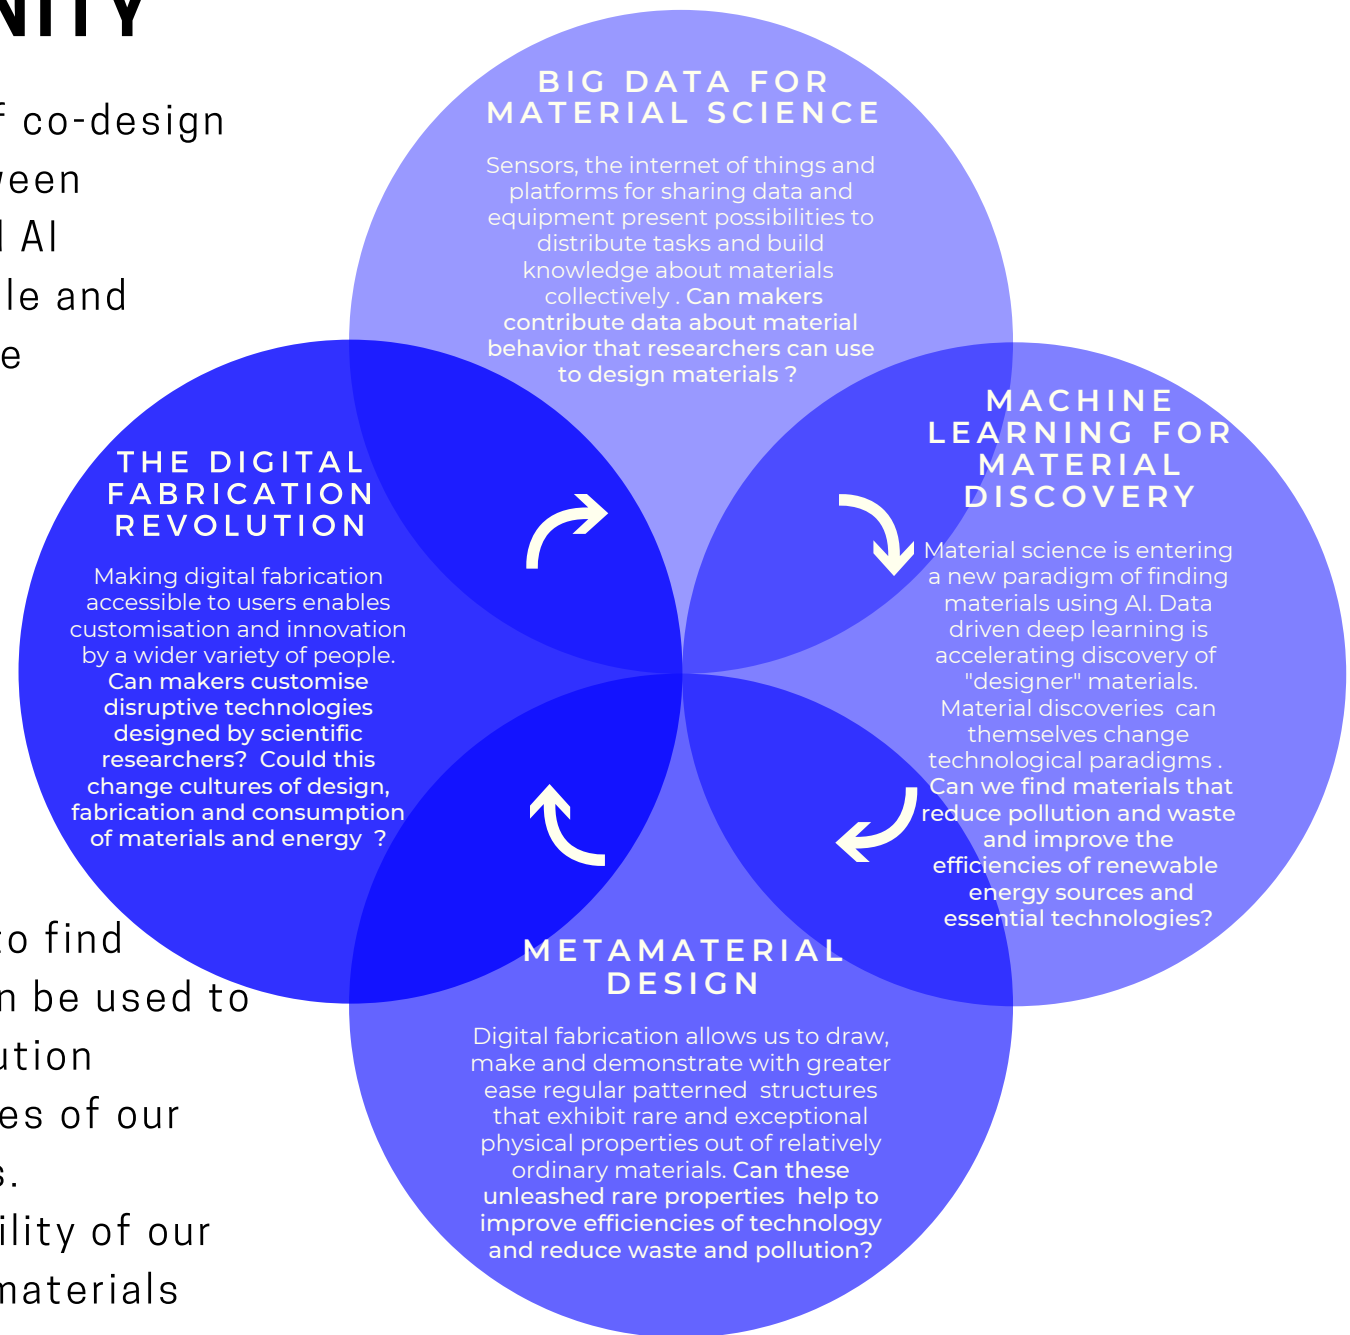 NITY
f co-design
ween
AI
le and
e
to find
n be used to
ution
es of our
s.
ility of our
materials
BIG DATA FOR
MATERIAL SCIENCE
Sensors, the internet of things and
platforms for sharing data and
equipment present possibilities to
distribute tasks and build
knowledge about materials
collectively . Can makers
contribute data about material
behavior that researchers can use
to design materials ?
MACHINE
LEARNING FOR
MATERIAL
DISCOVERY
Material science is entering
a new paradigm of finding
materials using AI. Data
driven deep learning is
accelerating discovery of
"designer" materials.
Material discoveries  can
themselves change
technological paradigms .
Can we find materials that
reduce pollution and waste
and improve the
efficiencies of renewable
energy sources and
essential technologies?
METAMATERIAL
DESIGN
Digital fabrication allows us to draw,
make and demonstrate with greater
ease regular patterned  structures
that exhibit rare and exceptional
physical properties out of relatively
ordinary materials. Can these
unleashed rare properties  help to
improve efficiencies of technology
and reduce waste and pollution?
THE DIGITAL
FABRICATION
REVOLUTION
Making digital fabrication
accessible to users enables
customisation and innovation
by a wider variety of people.
Can makers customise
disruptive technologies
designed by scientific
researchers?  Could this
change cultures of design,
fabrication and consumption
of materials and energy  ?